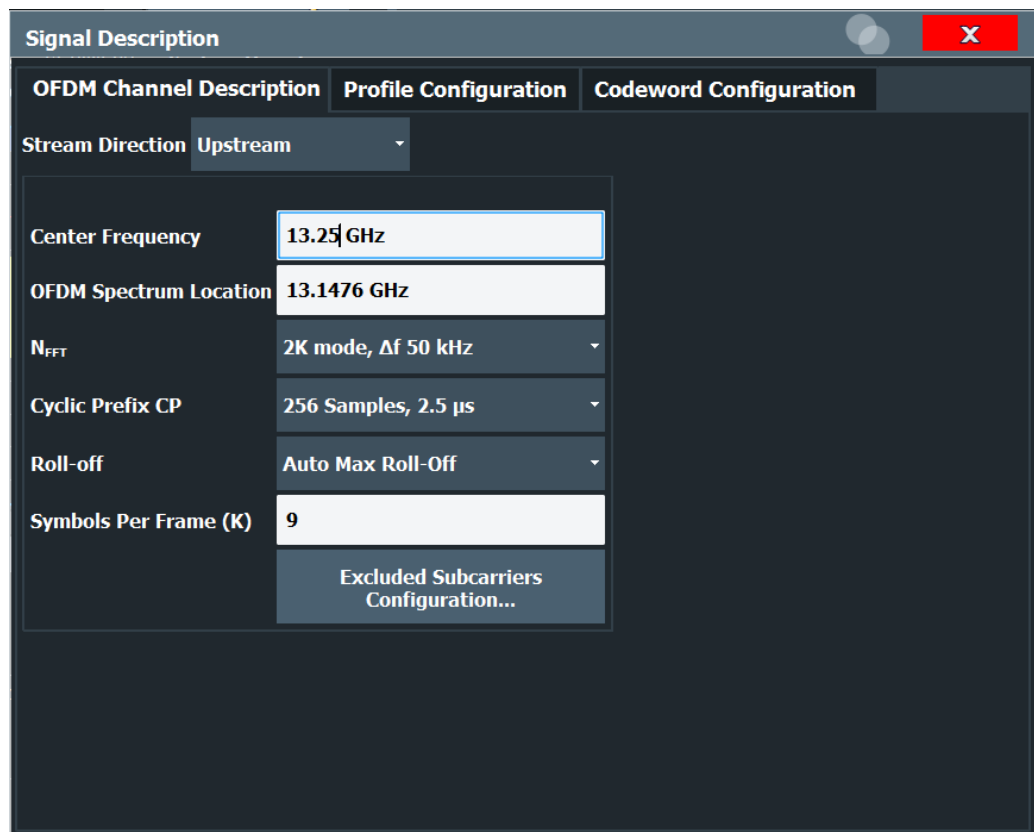 Signal Description
X
OFDM Channel Description Profile Configuration Codeword Configuration
Stream Direction Upstream
Center Frequency 13.25 GHz
OFDM Spectrum Location 13.1476 GHz
NFFT 2K mode, Δf 50 kHz
Cyclic Prefix CP 256 Samples, 2.5 µs
Roll-off Auto Max Roll-Off
Symbols Per Frame (K) 9
Excluded Subcarriers
Configuration...